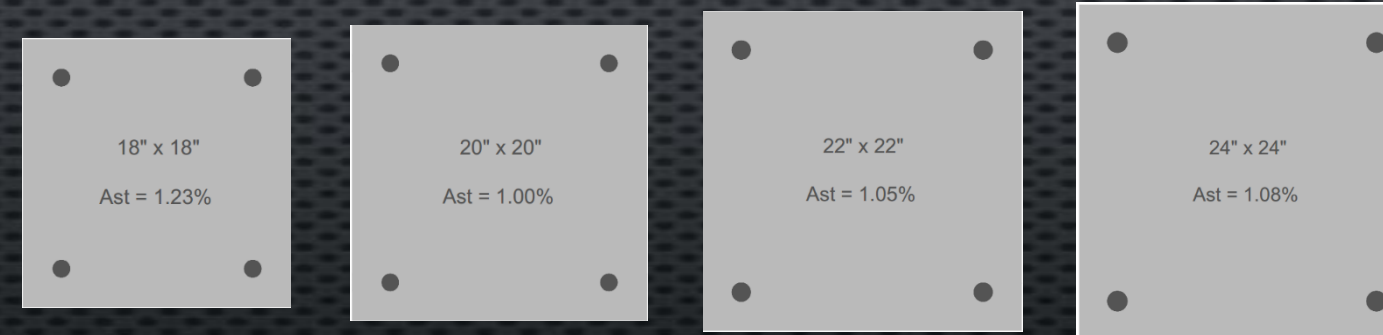 18" x 18"
Ast = 1.23%
20" x 20"
Ast = 1.00%
22" x 22"
Ast = 1.05%
24" x 24"
Ast = 1.08%